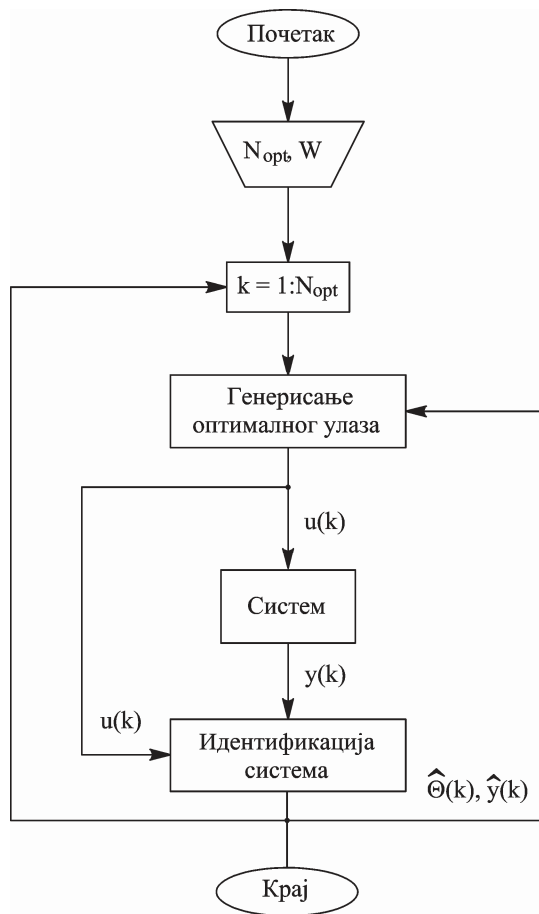 Почетак
N_opt, W
k = 1:N_opt
Генерисање
оптималног улаза
u(k)
Систем
y(k)
u(k)
Идентификација
система
Θ̂(k), ŷ(k)
Крај